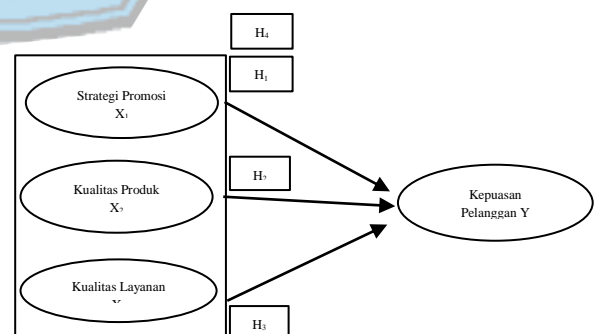 H₄
H₁
Strategi Promosi
X₁
H₂
Kualitas Produk
X₂
Kepuasan
Pelanggan Y
Kualitas Layanan
H₃